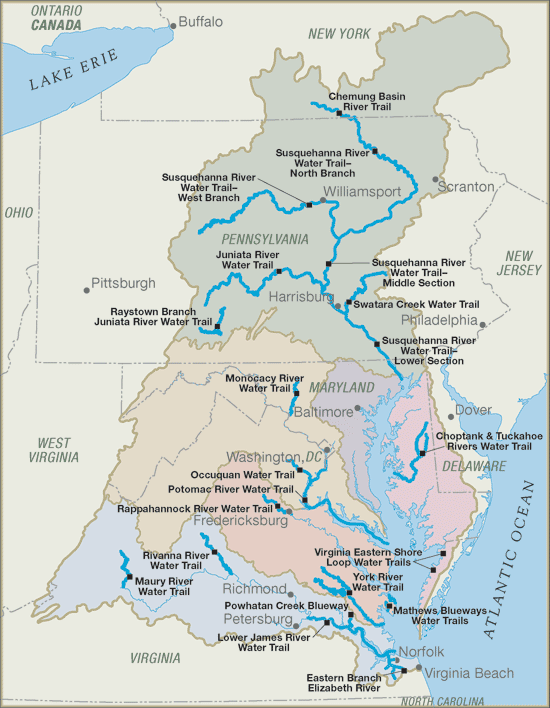 ONTARIO
CANADA
Buffalo
LAKE ERIE
NEW YORK
Chemung Basin
River Trail
Susquehanna River
Water Trail–
North Branch
Susquehanna River
Water Trail–
West Branch
Williamsport
Scranton
OHIO
PENNSYLVANIA
Juniata River
Water Trail
Susquehanna River
Water Trail–
Middle Section
NEW
JERSEY
Pittsburgh
Harrisburg
Swatara Creek Water Trail
Raystown Branch
Juniata River Water Trail
Philadelphia
Susquehanna River
Water Trail–
Lower Section
Monocacy River
Water Trail
MARYLAND
Baltimore
Dover
WEST
VIRGINIA
Choptank & Tuckahoe
Rivers Water Trail
DELAWARE
Washington, DC
Occuquan Water Trail
Potomac River Water Trail
Rappahannock River Water Trail
Fredericksburg
ATLANTIC OCEAN
Rivanna River
Water Trail
Virginia Eastern Shore
Loop Water Trails
Maury River
Water Trail
York River
Water Trail
Richmond
Powhatan Creek Blueway
Mathews Blueways
Water Trails
Petersburg
Lower James River
Water Trail
Norfolk
VIRGINIA
Virginia Beach
Eastern Branch
Elizabeth River
NORTH CAROLINA